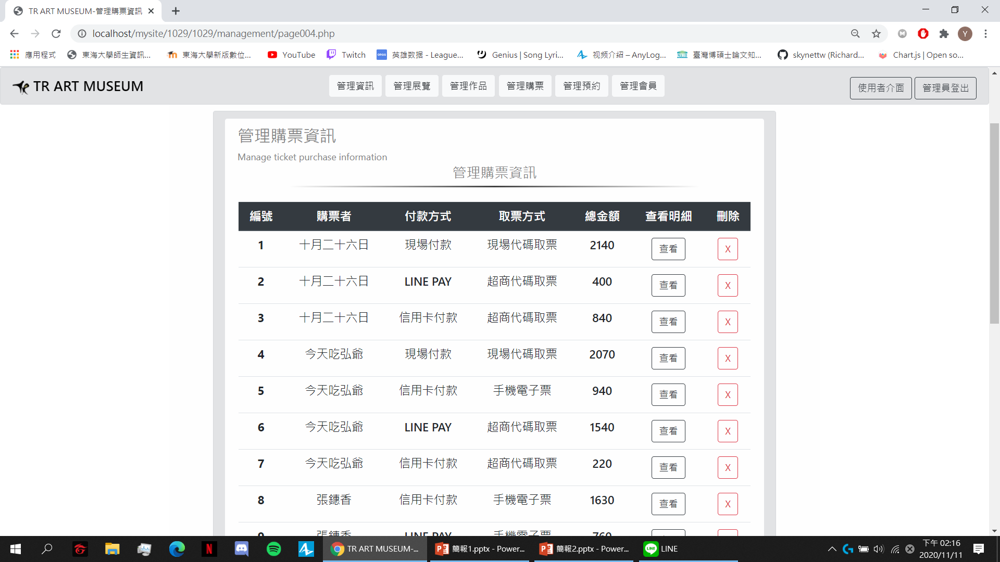 TR ART MUSEUM-管理購票資訊
localhost/mysite/1029/1029/management/page004.php
Y
應用程式 東海大學師生資訊... 東海大學新版數位... YouTube Twitch 英雄数据 - League... Genius | Song Lyri... 视频介绍 – AnyLog... 臺灣博碩士論文知... skynettw (Richard... Chart.js | Open so...
TR ART MUSEUM 管理資訊 管理展覽 管理作品 管理購票 管理預約 管理會員 使用者介面 管理員登出
管理購票資訊
Manage ticket purchase information
管理購票資訊
編號 購票者 付款方式 取票方式 總金額 查看明細 刪除
1 十月二十六日 現場付款 現場代碼取票 2140 查看 X
2 十月二十六日 LINE PAY 超商代碼取票 400 查看 X
3 十月二十六日 信用卡付款 超商代碼取票 840 查看 X
4 今天吃弘爺 現場付款 現場代碼取票 2070 查看 X
5 今天吃弘爺 信用卡付款 手機電子票 940 查看 X
6 今天吃弘爺 LINE PAY 超商代碼取票 1540 查看 X
7 今天吃弘爺 信用卡付款 超商代碼取票 220 查看 X
8 張鏸香 信用卡付款 手機電子票 1630 查看 X
9 張鏸香 LINE PAY 手機電子票 760
TR ART MUSEUM-... 簡報1.pptx - Power... 簡報2.pptx - Power... LINE
下午 02:16
2020/11/11